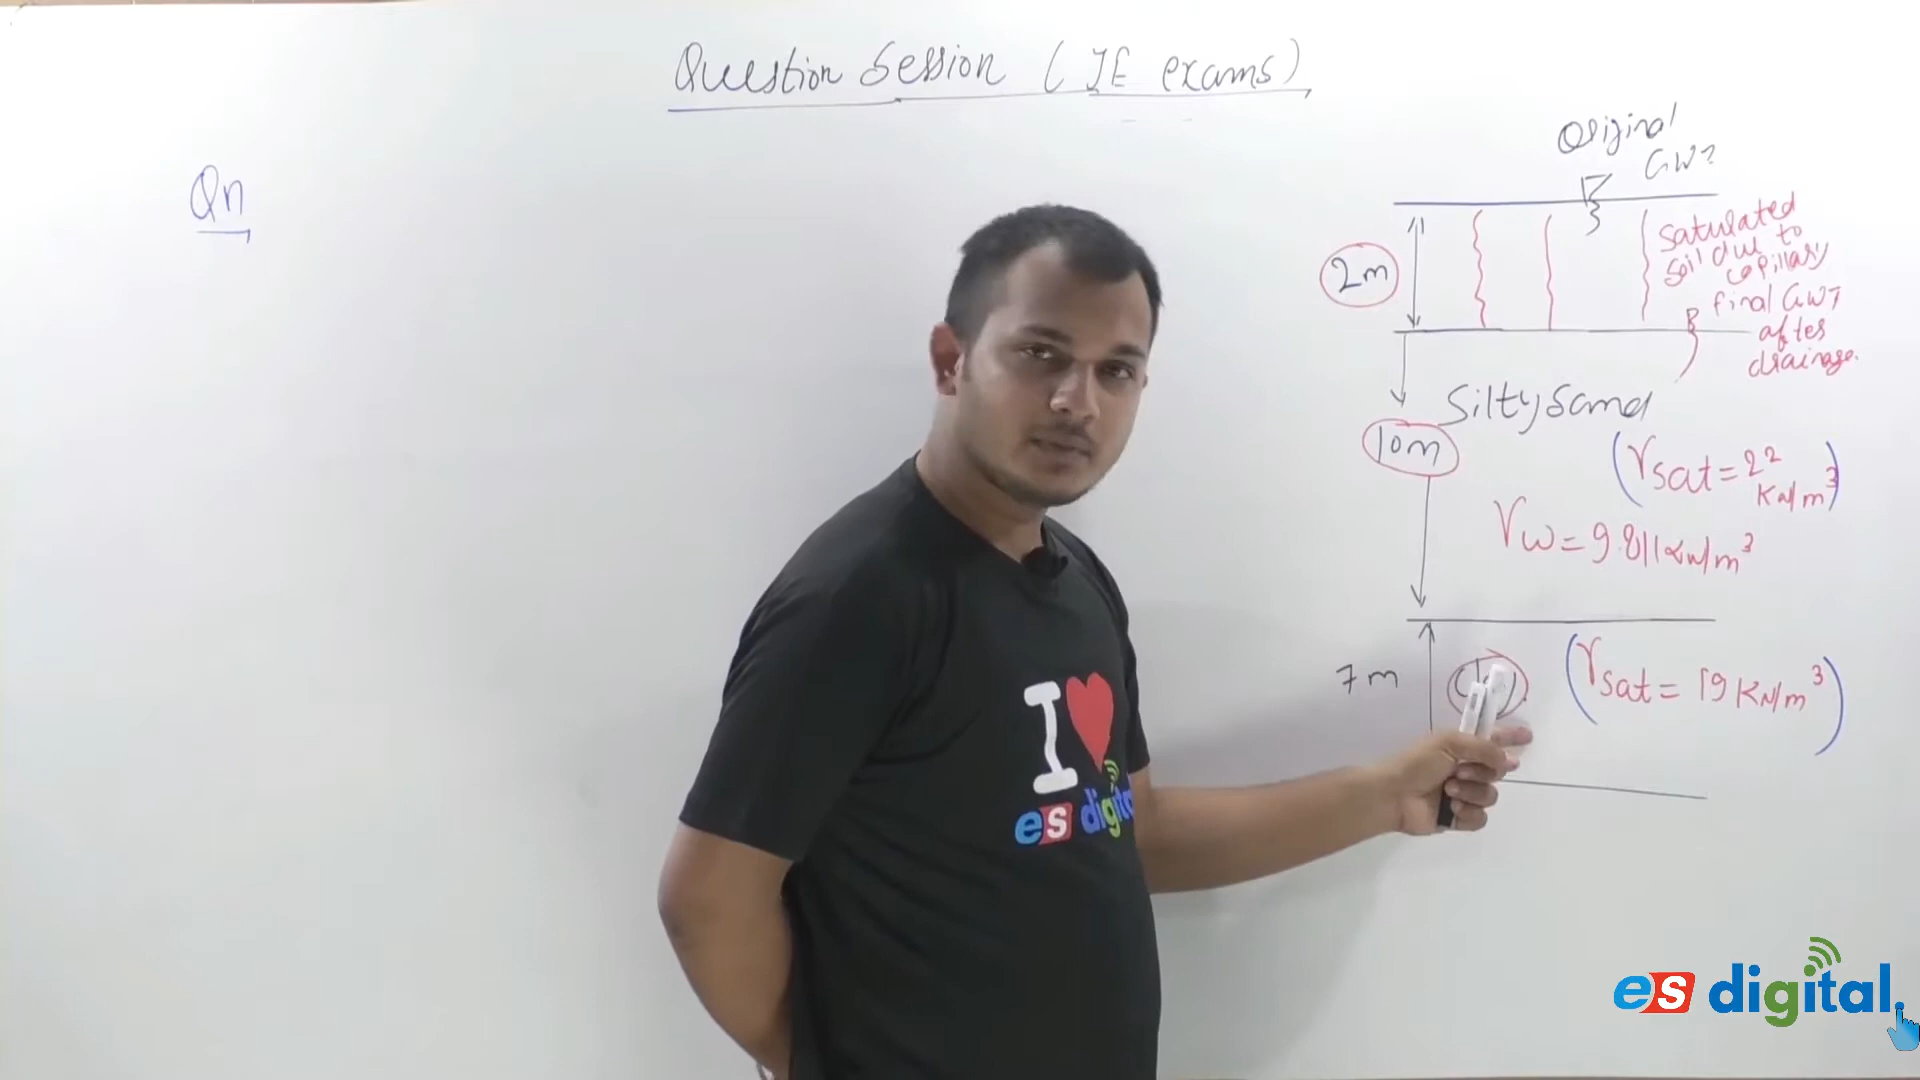 Question Session (JE exams)
Qn
Original
GWT
2m
saturated
soil due to
capillary
final GWT
after
drainage.
Silty sand
10m
(γsat = 22
KN/m³)
γw = 9.81 KN/m³
7m
(γsat = 19 KN/m³)
I
es digital
es digital.